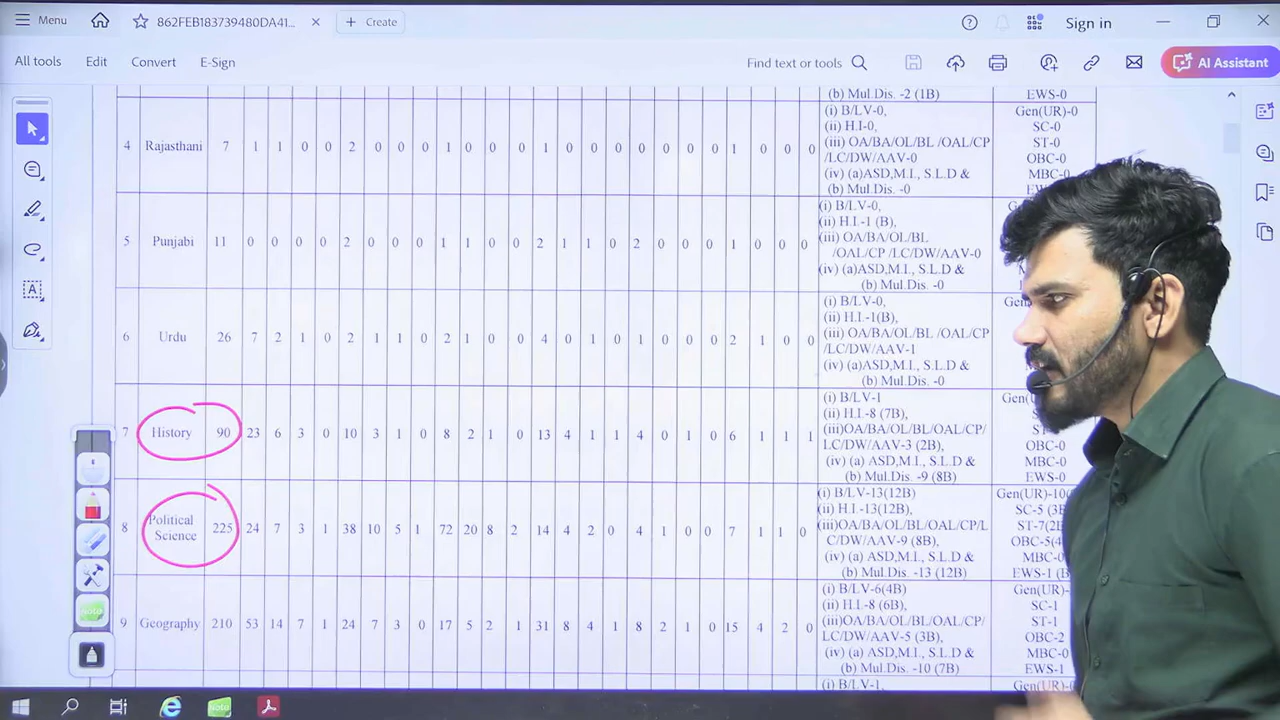 Menu
862FEB183739480DA41...
Create
Sign in
All tools Edit Convert E-Sign
Find text or tools
AI Assistant
(b) Mul.Dis. -2 (1B) EWS-0
4 Rajasthani 7 1 1 0 0 2 0 0 0 1 0 0 0 1 0 0 0 0 0 0 0 1 0 0 0
(i) B/LV-0,
(ii) H.I-0,
(iii) OA/BA/OL/BL /OAL/CP
/LC/DW/AAV-0
(iv) (a)ASD,M.I., S.L.D &
(b) Mul.Dis. -0
Gen(UR)-0
SC-0
ST-0
OBC-0
MBC-0
5 Punjabi 11 0 0 0 0 2 0 0 0 1 1 0 0 2 1 1 0 2 0 0 0 1 0 0 0
(i) B/LV-0,
(ii) H.I.-1 (B)
(iii) OA/BA/OL/BL
/OAL/CP /LC/DW/AAV-0
(iv) (a)ASD,M.I., S.L.D &
(b) Mul.Dis. -0
6 Urdu 26 7 2 1 0 2 1 1 0 2 1 0 0 4 0 1 0 1 0 0 0 2 1 0 0
(i) B/LV-0,
(ii) H.I.-1(B),
(iii) OA/BA/OL/BL /OAL/CP
/LC/DW/AAV-1
(iv) (a)ASD,M.I., S.L.D &
(b) Mul.Dis. -0
7 History 90 23 6 3 0 10 3 1 0 8 2 1 0 13 4 1 1 4 0 1 0 6 1 1 1
(i) B/LV-1
(ii) H.I.-8 (7B),
(iii)OA/BA/OL/BL/OAL/CP/
LC/DW/AAV-3 (2B),
(iv) (a) ASD,M.I., S.L.D &
(b) Mul.Dis. -9 (8B)
OBC-0
MBC-0
EWS-0
8 Political Science 225 24 7 3 1 38 10 5 1 72 20 8 2 14 4 2 0 4 1 0 0 7 1 1 0
(i) B/LV-13(12B)
(ii) H.I.-13(12B),
(iii)OA/BA/OL/BL/OAL/CP/L
C/DW/AAV-9 (8B),
(iv) (a) ASD,M.I., S.L.D &
(b) Mul.Dis. -13 (12B)
Gen(UR)-10(
SC-5 (3B
ST-7(2B
OBC-5(4
MBC-0
EWS-1 (B
9 Geography 210 53 14 7 1 24 7 3 0 17 5 2 1 31 8 4 1 8 2 1 0 15 4 2 0
(i) B/LV-6(4B)
(ii) H.I.-8 (6B),
(iii)OA/BA/OL/BL/OAL/CP/
LC/DW/AAV-5 (3B),
(iv) (a) ASD,M.I., S.L.D &
(b) Mul.Dis. -10 (7B)
Gen(UR)-
SC-1
ST-1
OBC-2
MBC-0
EWS-1
(i) B/LV-1, Gen(UR)-0